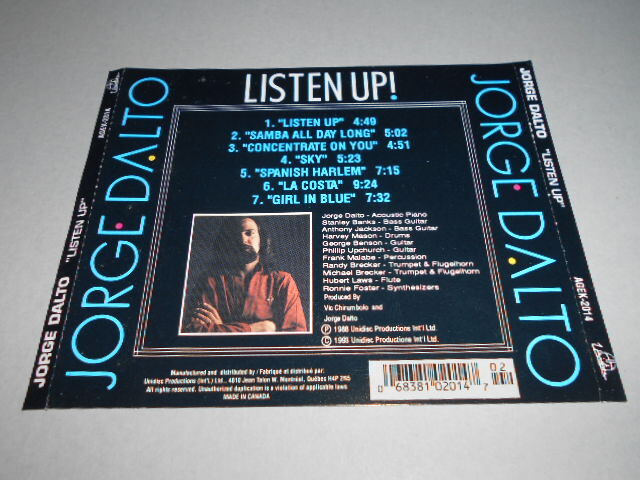 LISTEN UP!
1. "LISTEN UP" 4:49
2. "SAMBA ALL DAY LONG" 5:02
3. "CONCENTRATE ON YOU" 4:51
4. "SKY" 5:23
5. "SPANISH HARLEM" 7:15
6. "LA COSTA" 9:24
7. "GIRL IN BLUE" 7:32
Jorge Dalto - Acoustic Piano
Stanley Banks - Bass Guitar
Anthony Jackson - Bass Guitar
Harvey Mason - Drums
George Benson - Guitar
Phillip Upchurch - Guitar
Frank Malabe - Percussion
Randy Brecker - Trumpet & Flugelhorn
Michael Brecker - Trumpet & Flugelhorn
Hubert Laws - Flute
Ronnie Foster - Synthesizers
Produced By
Vic Chirumbolo and
Jorge Dalto
Ⓟ 1988 Unidisc Productions Int'l Ltd.
Ⓒ 1993 Unidisc Productions Int'l Ltd.
Manufactured and distributed by / Fabriqué et distribué par:
Unidisc Productions (Int'l.) Ltd., 4810 Jean Talon W. Montréal, Québec H4P 2N5
All rights reserved. Unauthorized duplication is a violation of applicable laws
MADE IN CANADA
0 68381 02014 7
02
JORGE DALTO
JORGE DALTO
JORGE DALTO "LISTEN UP" AGEK-2014
JORGE DALTO "LISTEN UP" AGEK-2014